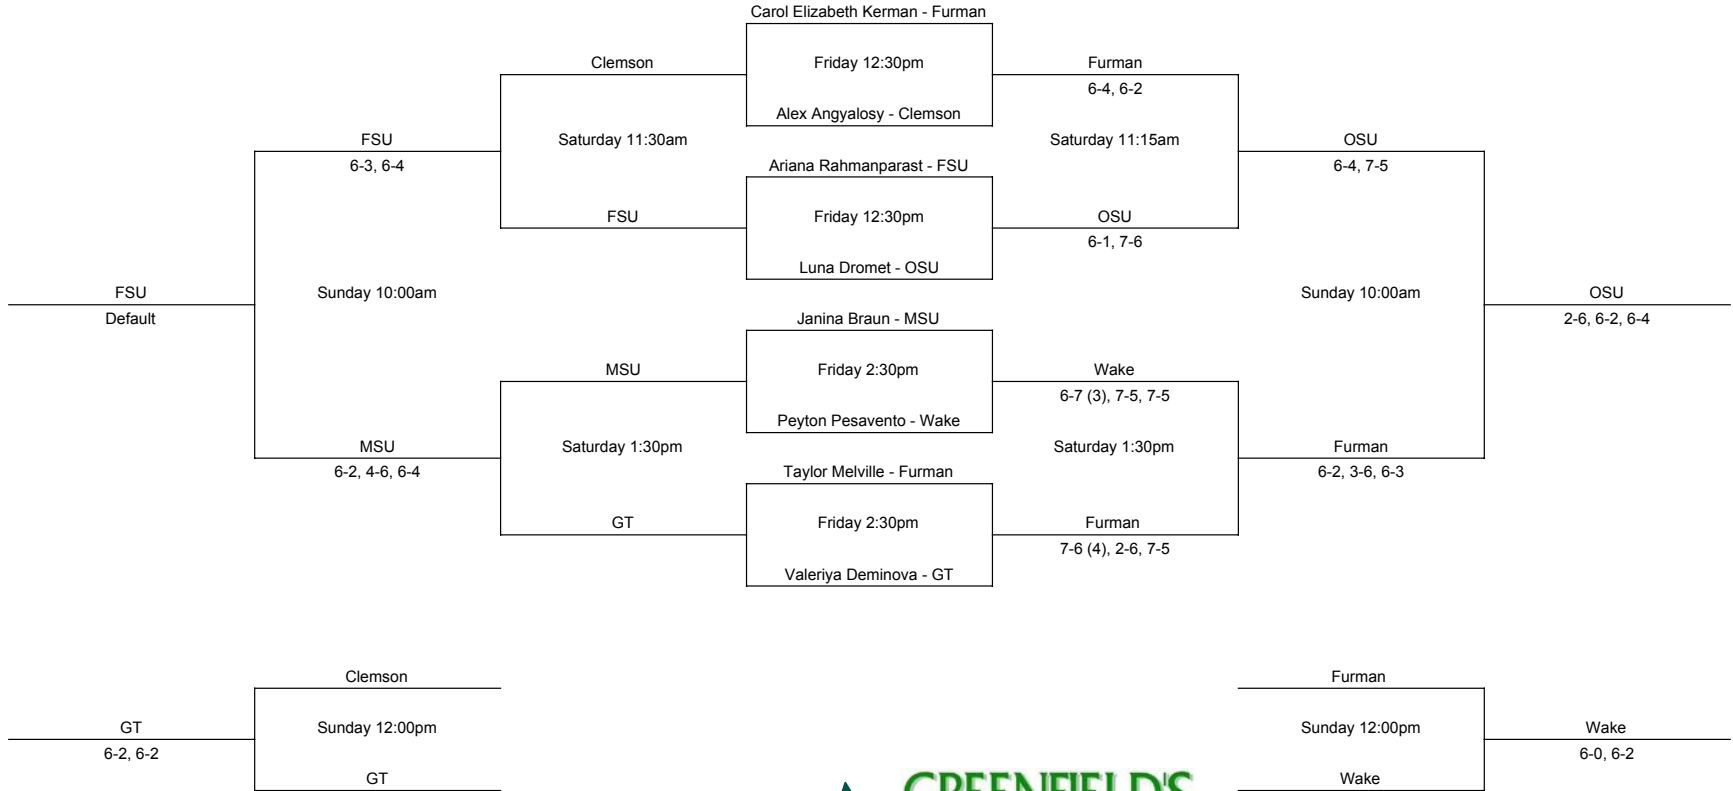 Carol Elizabeth Kerman - Furman
Clemson
Friday 12:30pm
Furman
6-4, 6-2
Alex Angyalosy - Clemson
FSU
Saturday 11:30am
Saturday 11:15am
OSU
6-3, 6-4
Ariana Rahmanparast - FSU
6-4, 7-5
FSU
Friday 12:30pm
OSU
6-1, 7-6
Luna Dromet - OSU
FSU
Sunday 10:00am
Sunday 10:00am
OSU
Default
Janina Braun - MSU
2-6, 6-2, 6-4
MSU
Friday 2:30pm
Wake
6-7 (3), 7-5, 7-5
Peyton Pesavento - Wake
MSU
Saturday 1:30pm
Saturday 1:30pm
Furman
6-2, 4-6, 6-4
Taylor Melville - Furman
6-2, 3-6, 6-3
GT
Friday 2:30pm
Furman
7-6 (4), 2-6, 7-5
Valeriya Deminova - GT
Clemson
Furman
GT
Sunday 12:00pm
Sunday 12:00pm
Wake
6-2, 6-2
6-0, 6-2
GT
GREENFIELD'S
Wake